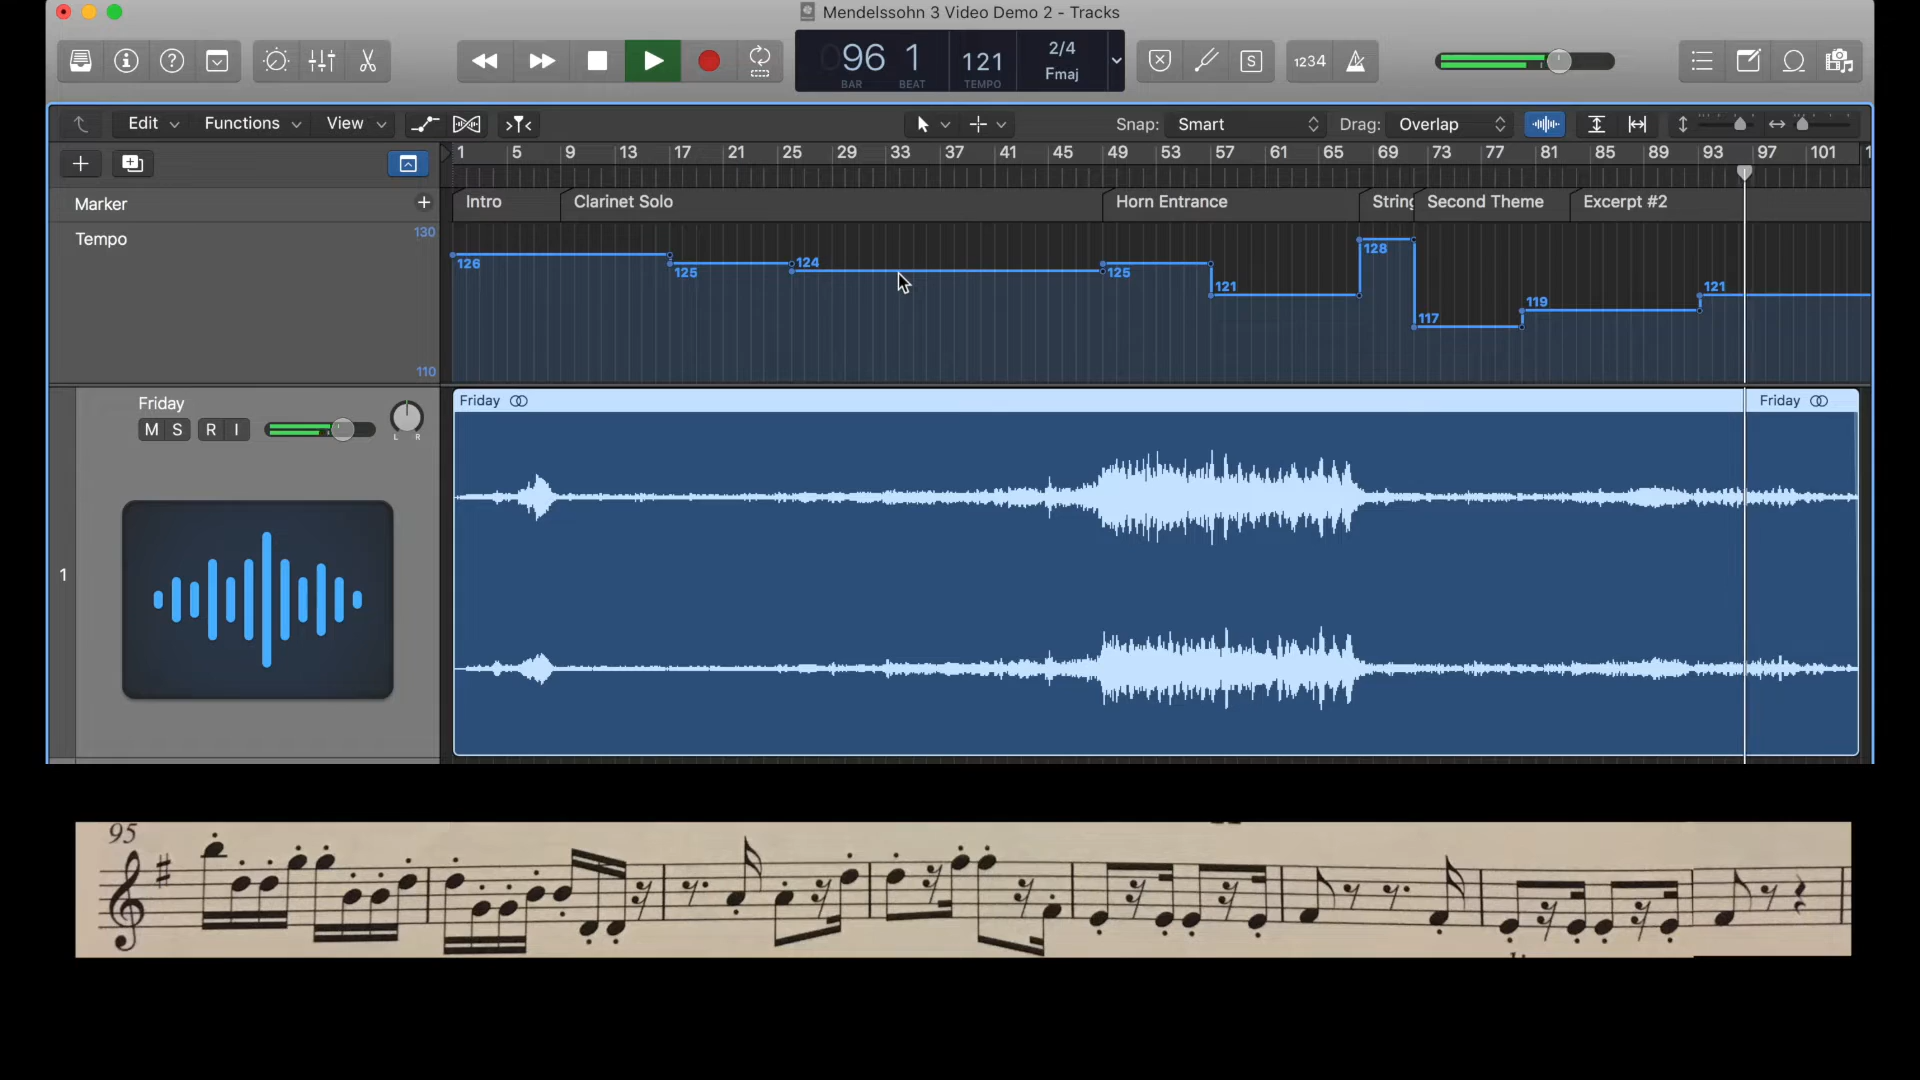 Mendelssohn 3 Video Demo 2 - Tracks
96 1 121 2/4 Fmaj
BAR BEAT TEMPO
S 1234
Edit Functions View Snap: Smart Drag: Overlap
1 5 9 13 17 21 25 29 33 37 41 45 49 53 57 61 65 69 73 77 81 85 89 93 97 101
Marker Intro Clarinet Solo Horn Entrance String Second Theme Excerpt #2
Tempo 130
126 125 124 125 121 128 117 119 121
110
Friday
M S R I
L R
Friday Friday
1
95